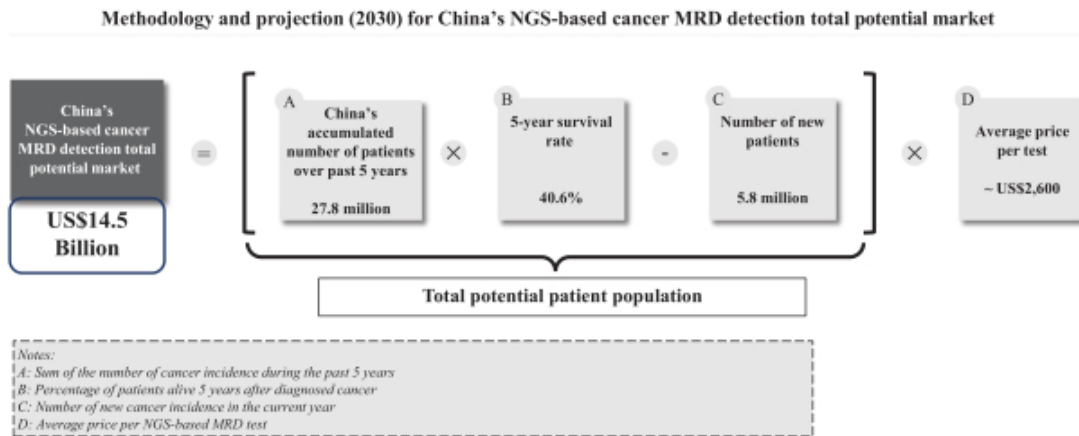 Methodology and projection (2030) for China's NGS-based cancer MRD detection total potential market
China's
NGS-based cancer
MRD detection total
potential market
US$14.5
Billion
=
A
China's
accumulated
number of patients
over past 5 years
27.8 million
×
B
5-year survival
rate
40.6%
-
C
Number of new
patients
5.8 million
×
D
Average price
per test
~ US$2,600
Total potential patient population
Notes:
A: Sum of the number of cancer incidence during the past 5 years
B: Percentage of patients alive 5 years after diagnosed cancer
C: Number of new cancer incidence in the current year
D: Average price per NGS-based MRD test